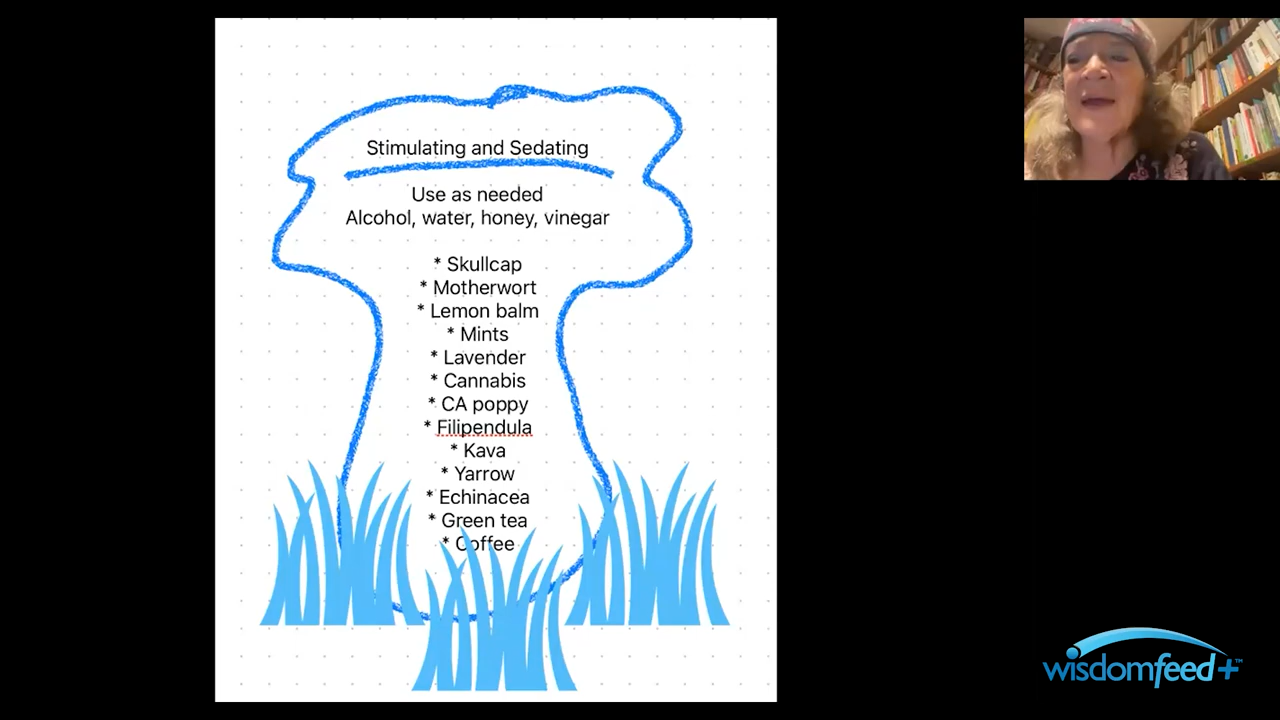 Stimulating and Sedating
Use as needed
Alcohol, water, honey, vinegar
* Skullcap
* Motherwort
* Lemon balm
* Mints
* Lavender
* Cannabis
* CA poppy
* Filipendula
* Kava
* Yarrow
* Echinacea
* Green tea
* Coffee
wisdomfeed+™